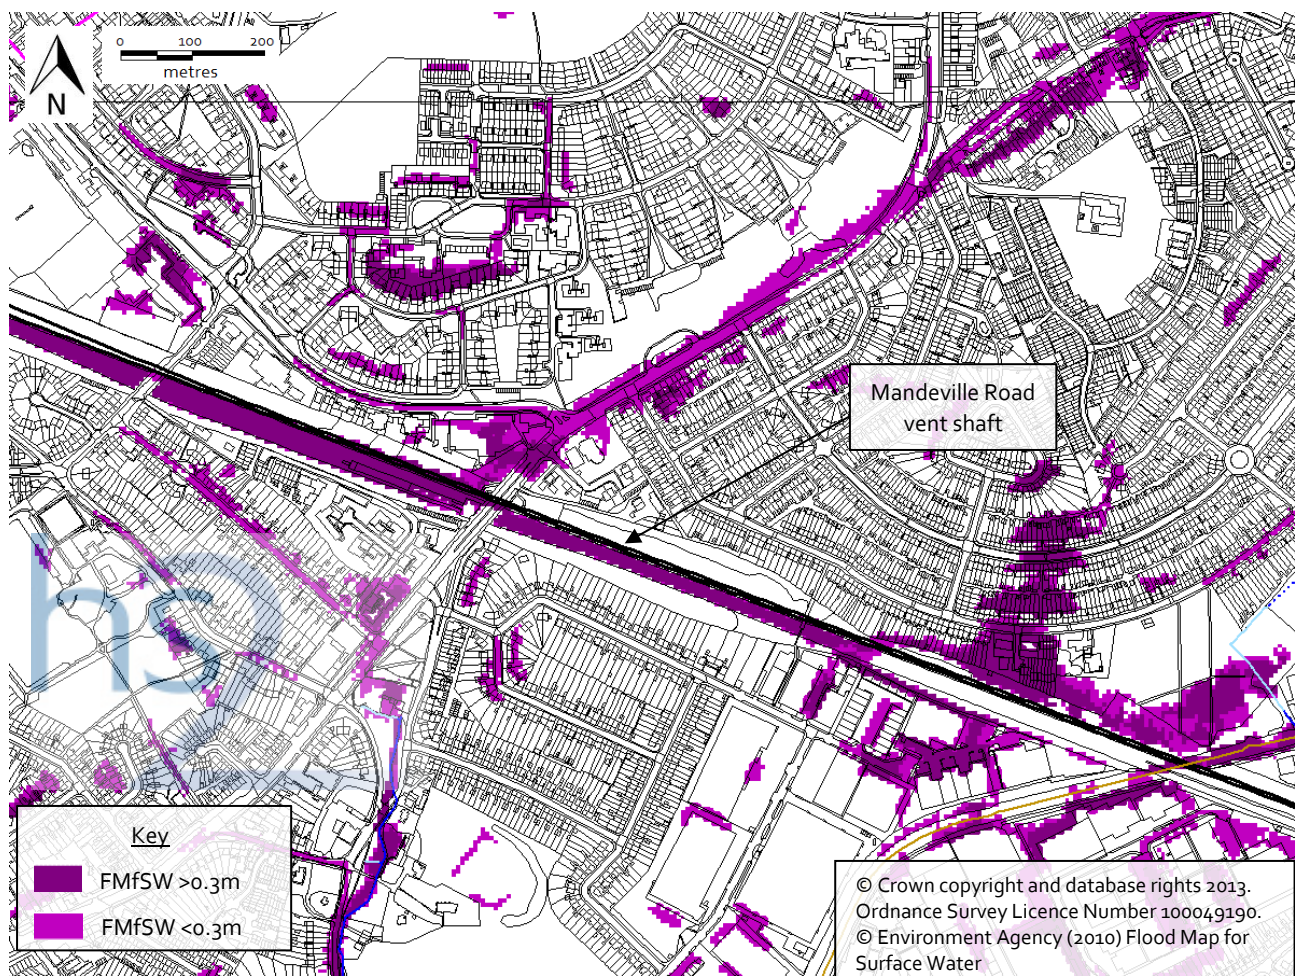 0 100 200
metres
N
Mandeville Road
vent shaft
hs2
Key
FMfSW >0.3m
FMfSW <0.3m
© Crown copyright and database rights 2013.
Ordnance Survey Licence Number 100049190.
© Environment Agency (2010) Flood Map for
Surface Water